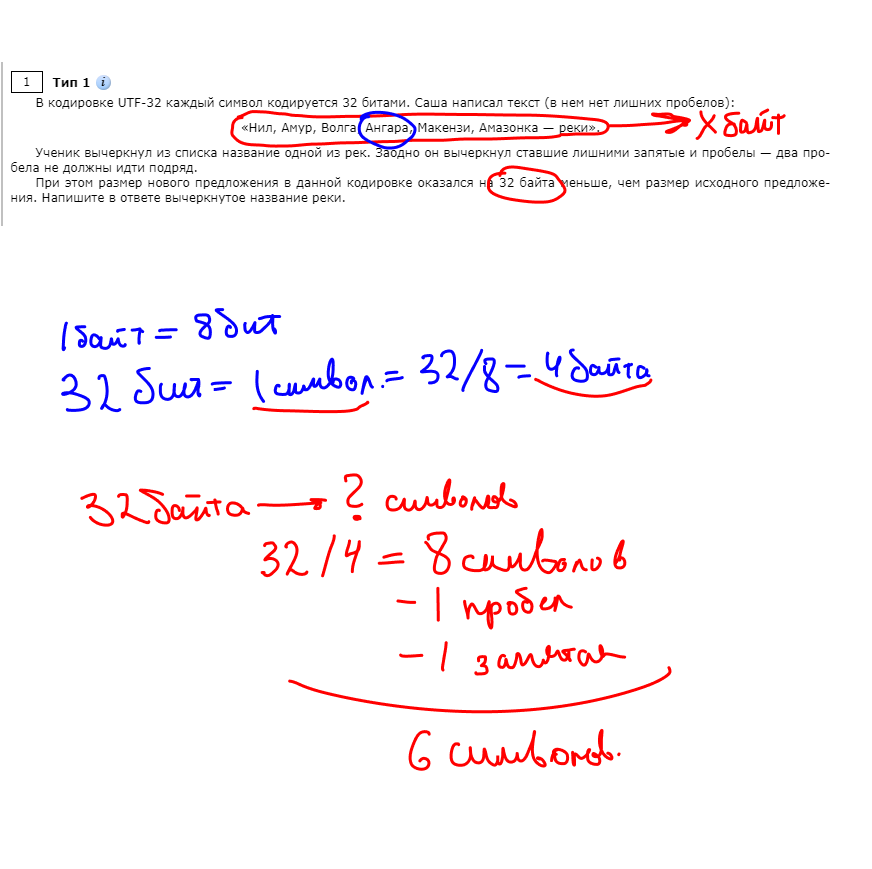 1 Тип 1 i
В кодировке UTF-32 каждый символ кодируется 32 битами. Саша написал текст (в нем нет лишних пробелов):
«Нил, Амур, Волга, Ангара, Макензи, Амазонка — реки». X байт
Ученик вычеркнул из списка название одной из рек. Заодно он вычеркнул ставшие лишними запятые и пробелы — два про-
бела не должны идти подряд.
При этом размер нового предложения в данной кодировке оказался на 32 байта меньше, чем размер исходного предложе-
ния. Напишите в ответе вычеркнутое название реки.
1 байт = 8 бит
32 бит = 1 символ. = 32/8 = 4 байта
32 байта → ? символов
32 / 4 = 8 символов
- 1 пробел
- 1 запятая
6 символов.